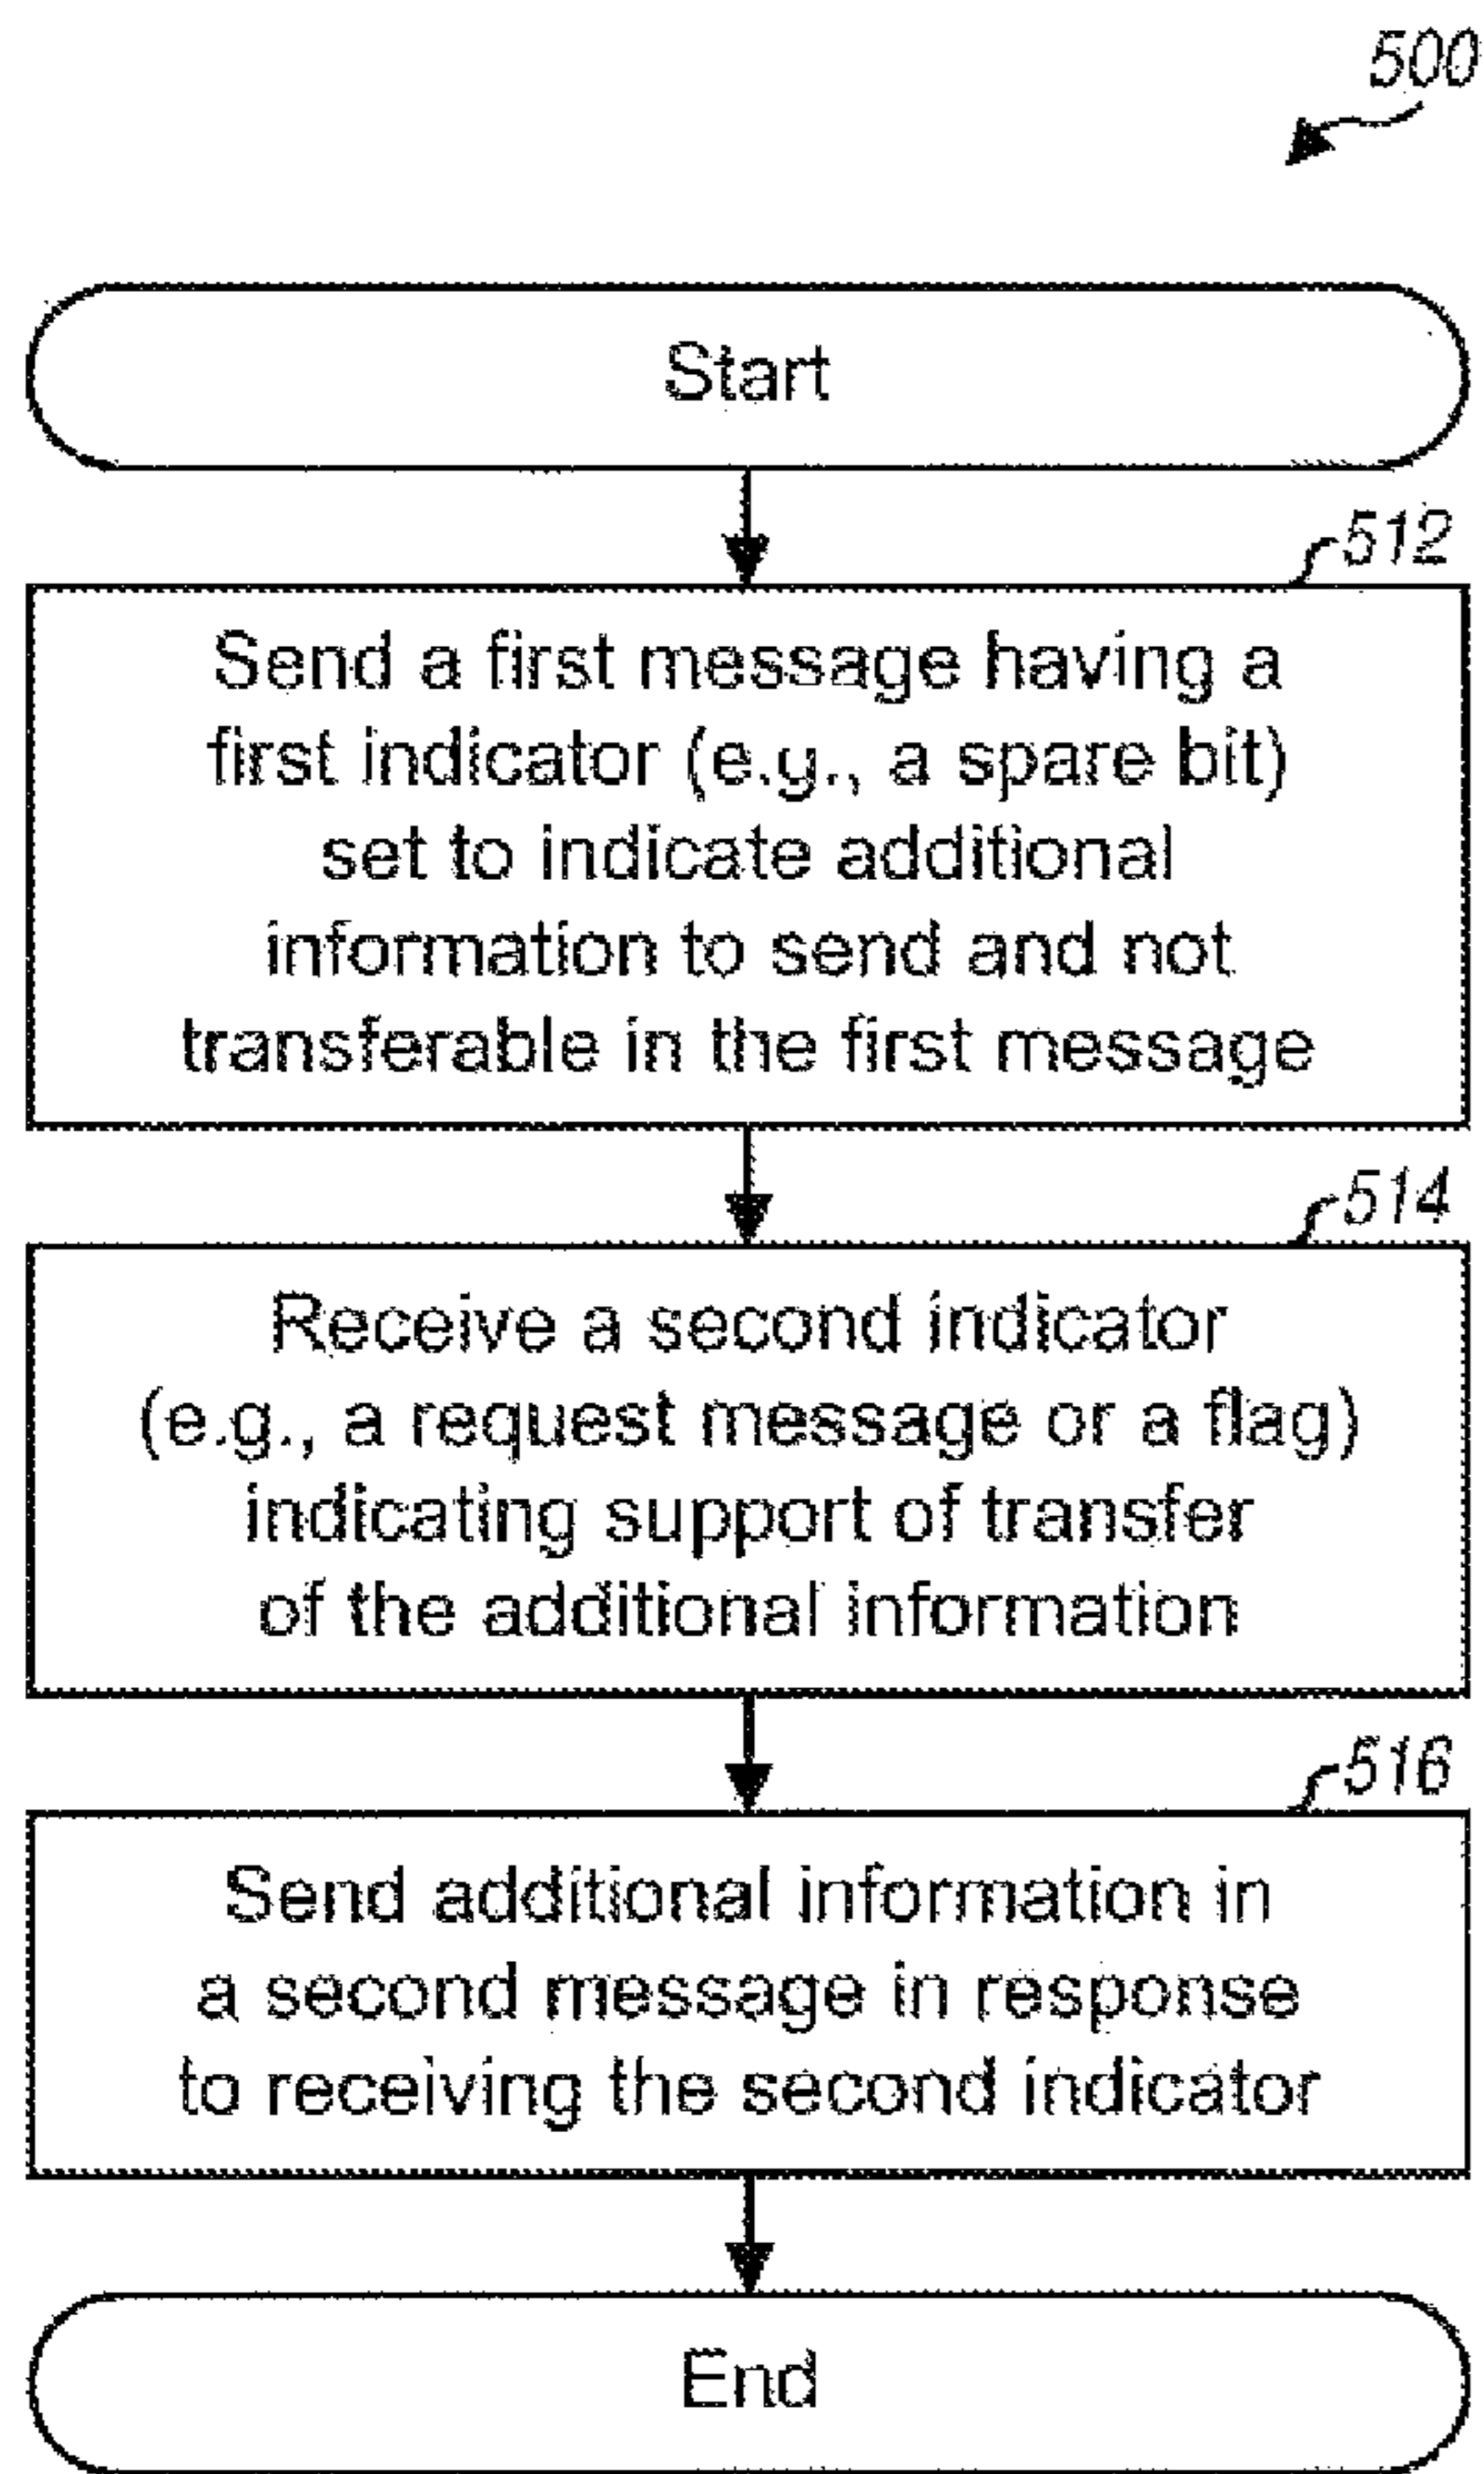 500
Start
512
Send a first message having a
first indicator (e.g., a spare bit)
set to indicate additional
information to send and not
transferable in the first message
514
Receive a second indicator
(e.g., a request message or a flag)
indicating support of transfer
of the additional information
516
Send additional information in
a second message in response
to receiving the second indicator
End